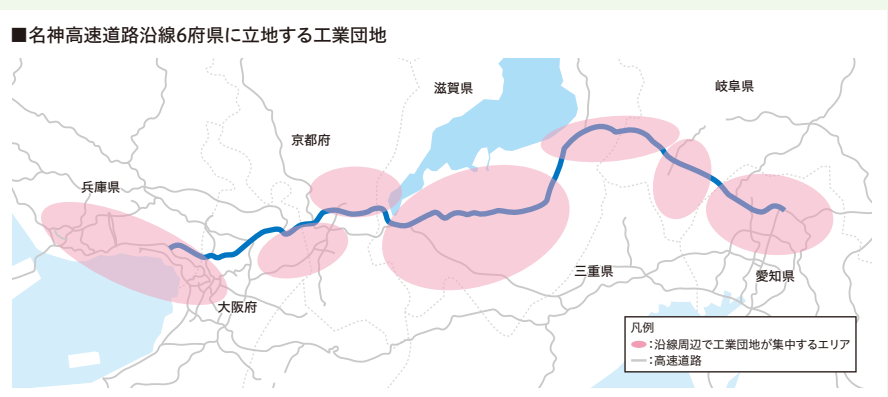 ■名神高速道路沿線6府県に立地する工業団地
滋賀県
岐阜県
京都府
兵庫県
三重県
愛知県
大阪府
凡例
：沿線周辺で工業団地が集中するエリア
：高速道路